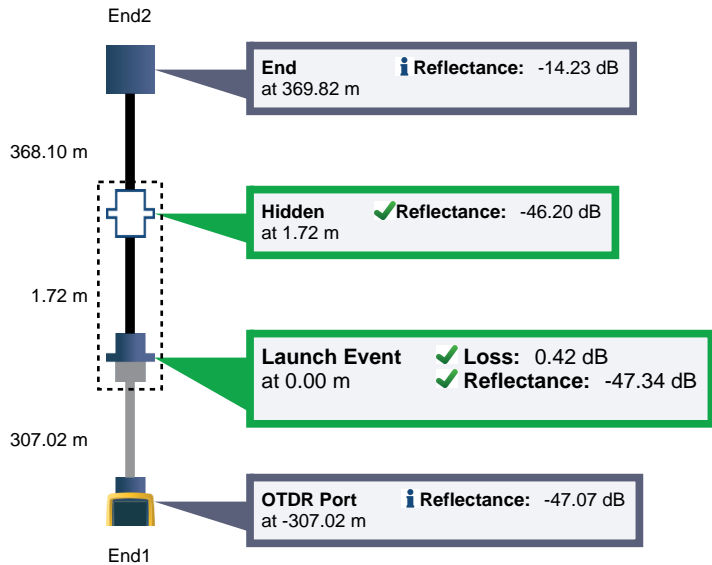 End2
End Reflectance: -14.23 dB
at 369.82 m
368.10 m
Hidden Reflectance: -46.20 dB
at 1.72 m
1.72 m
Launch Event Loss: 0.42 dB
at 0.00 m Reflectance: -47.34 dB
307.02 m
OTDR Port Reflectance: -47.07 dB
at -307.02 m
End1